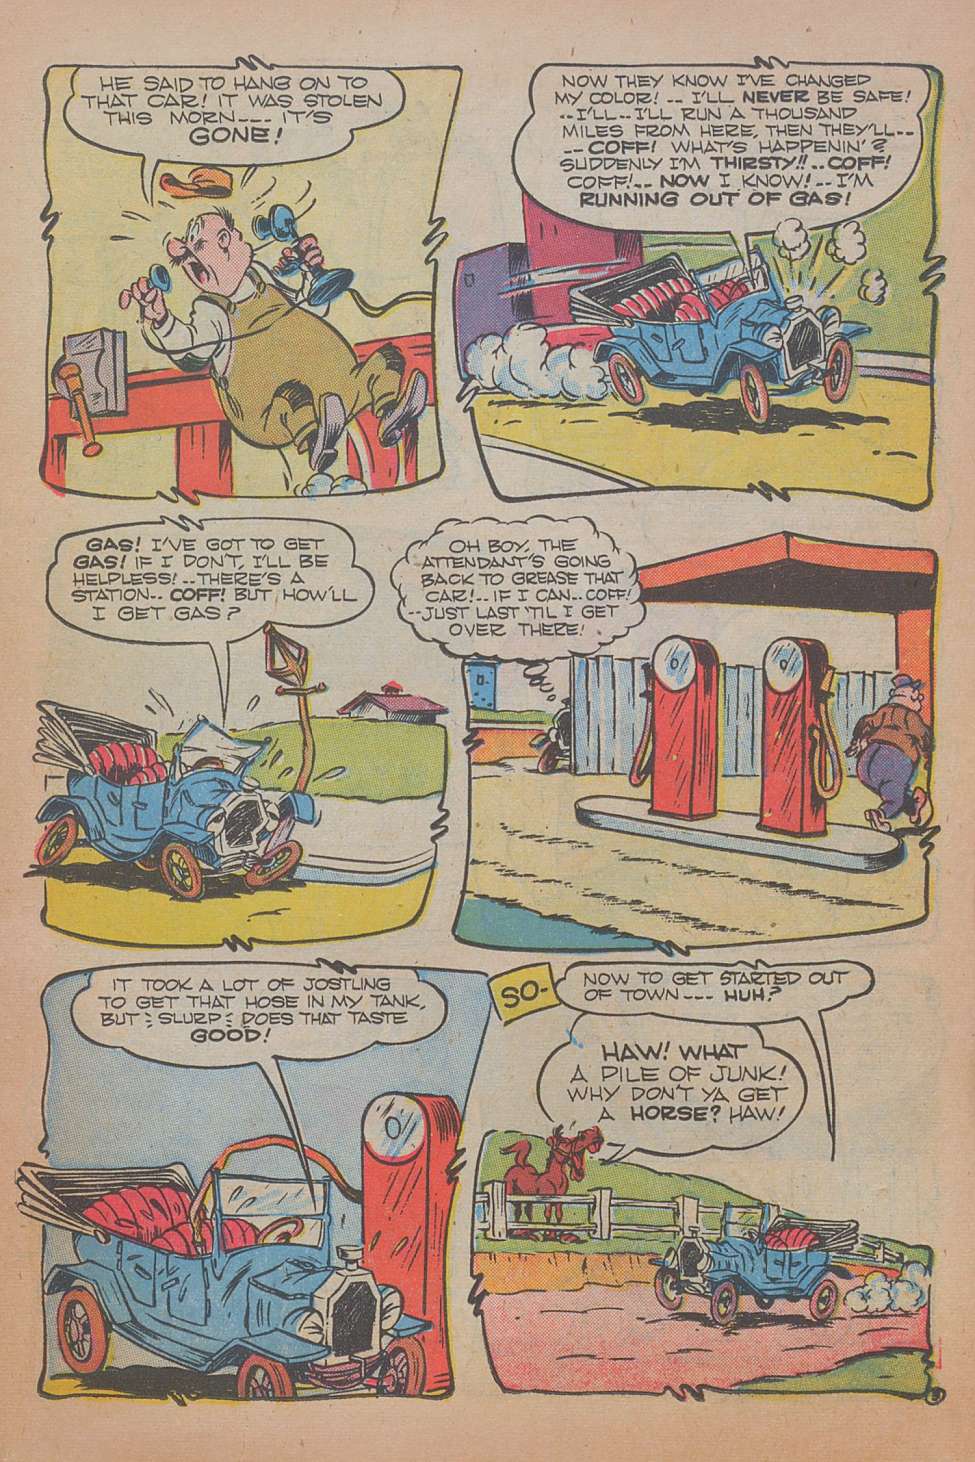 HE SAID TO HANG ON TO
THAT CAR! IT WAS STOLEN
THIS MORN--- IT'S
GONE!
NOW THEY KNOW I'VE CHANGED
MY COLOR! -- I'LL NEVER BE SAFE!
--I'LL--I'LL RUN A THOUSAND
MILES FROM HERE, THEN THEY'LL--
-- COFF! WHAT'S HAPPENIN'?
SUDDENLY I'M THIRSTY!!..COFF!
COFF!-- NOW I KNOW!--I'M
RUNNING OUT OF GAS!
GAS! I'VE GOT TO GET
GAS! IF I DON'T, I'LL BE
HELPLESS!--THERE'S A
STATION-- COFF! BUT HOW'LL
I GET GAS?
OH BOY, THE
ATTENDANT'S GOING
BACK TO GREASE THAT
CAR!..IF I CAN..COFF!
--JUST LAST 'TIL I GET
OVER THERE!
0
0
IT TOOK A LOT OF JOSTLING
TO GET THAT HOSE IN MY TANK,
BUT SLURP DOES THAT TASTE
GOOD!
0
SO-
NOW TO GET STARTED OUT
OF TOWN--- HUH?
HAW! WHAT
A PILE OF JUNK!
WHY DON'T YA GET
A HORSE? HAW!